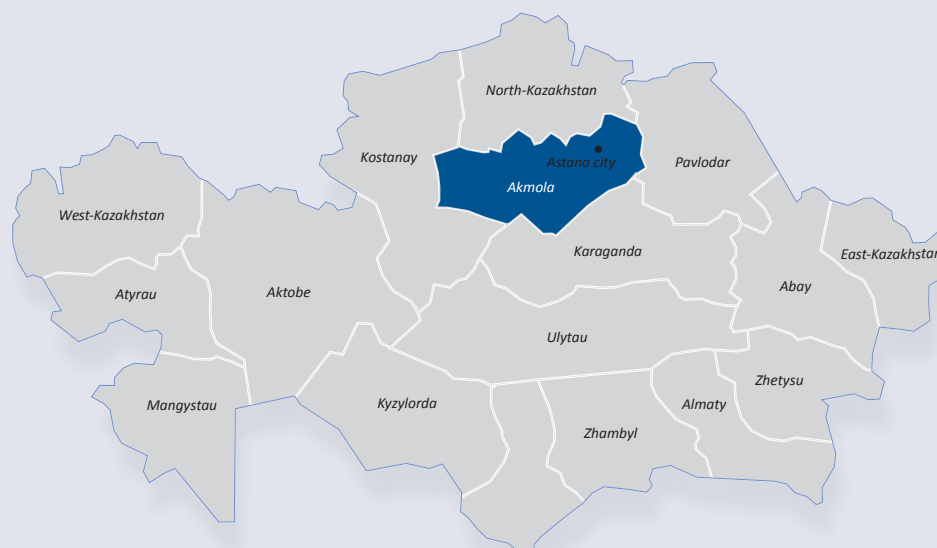 North-Kazakhstan
Kostanay
Astana city
Pavlodar
Akmola
West-Kazakhstan
Karaganda
East-Kazakhstan
Atyrau
Aktobe
Abay
Ulytau
Zhetysu
Mangystau
Kyzylorda
Almaty
Zhambyl